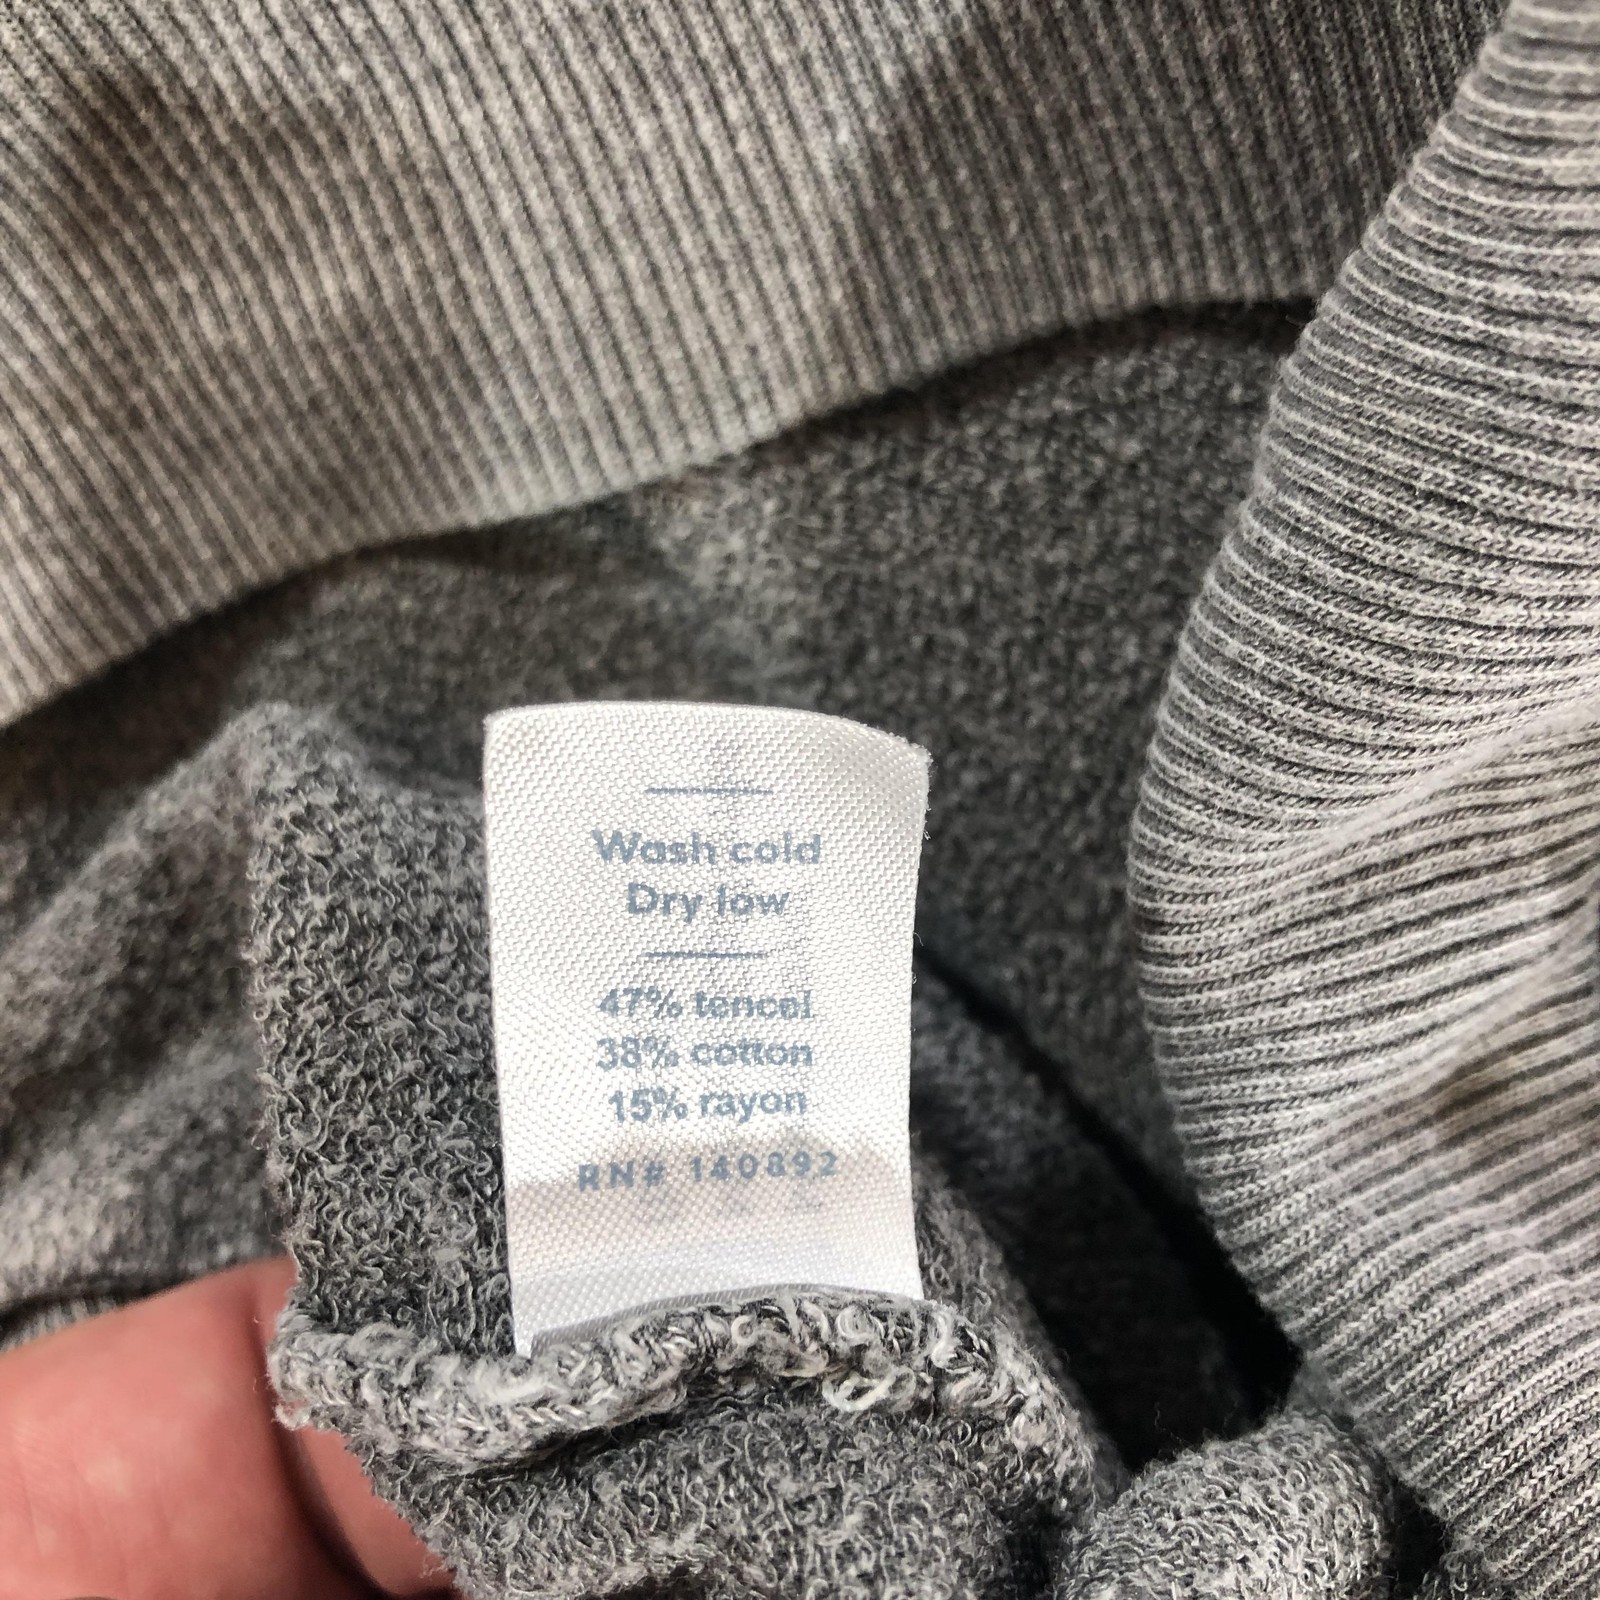 Wash cold
Dry low
47% tencel
38% cotton
15% rayon
RN# 140892